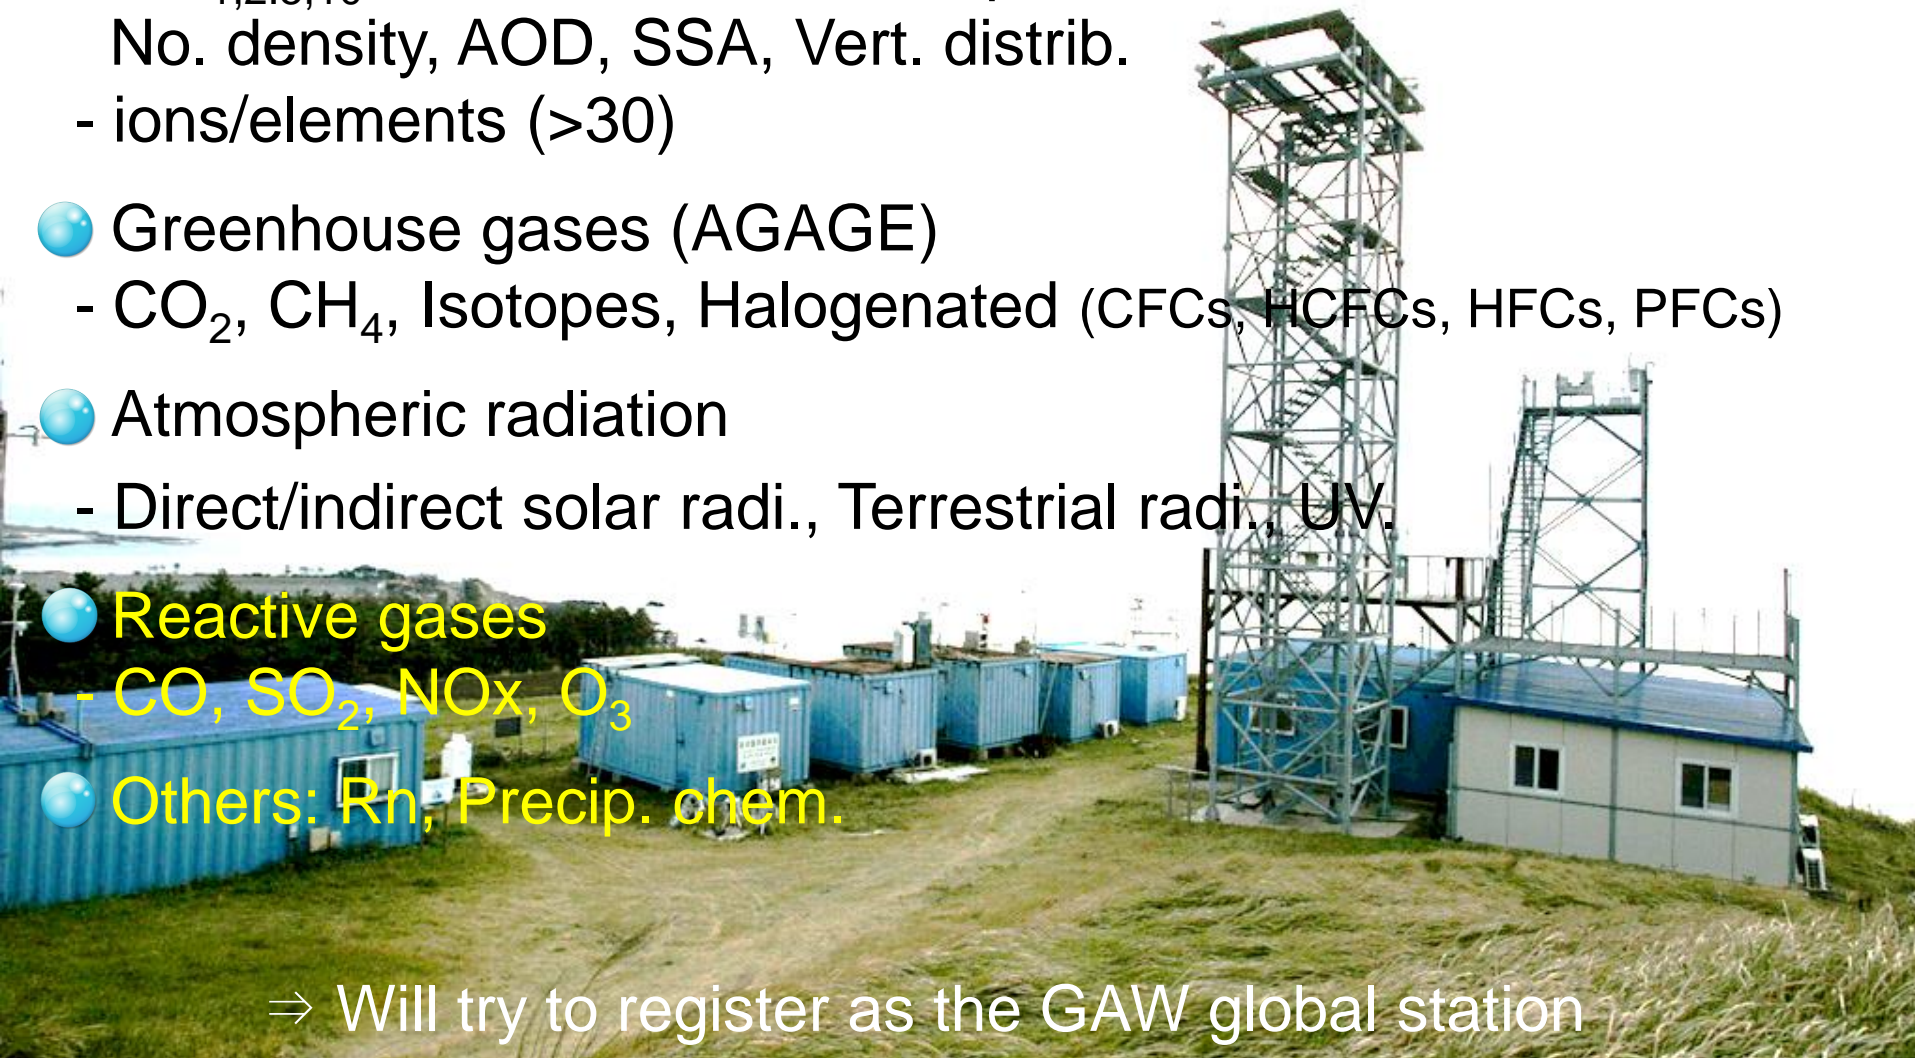 No. density, AOD, SSA, Vert. distrib.
- ions/elements (>30)
Greenhouse gases (AGAGE)
- CO₂, CH₄, Isotopes, Halogenated (CFCs, HCFCs, HFCs, PFCs)
Atmospheric radiation
- Direct/indirect solar radi., Terrestrial radi., UV.
Reactive gases
- CO, SO₂, NOx, O₃
Others: Rn, Precip. chem.
⇒ Will try to register as the GAW global station